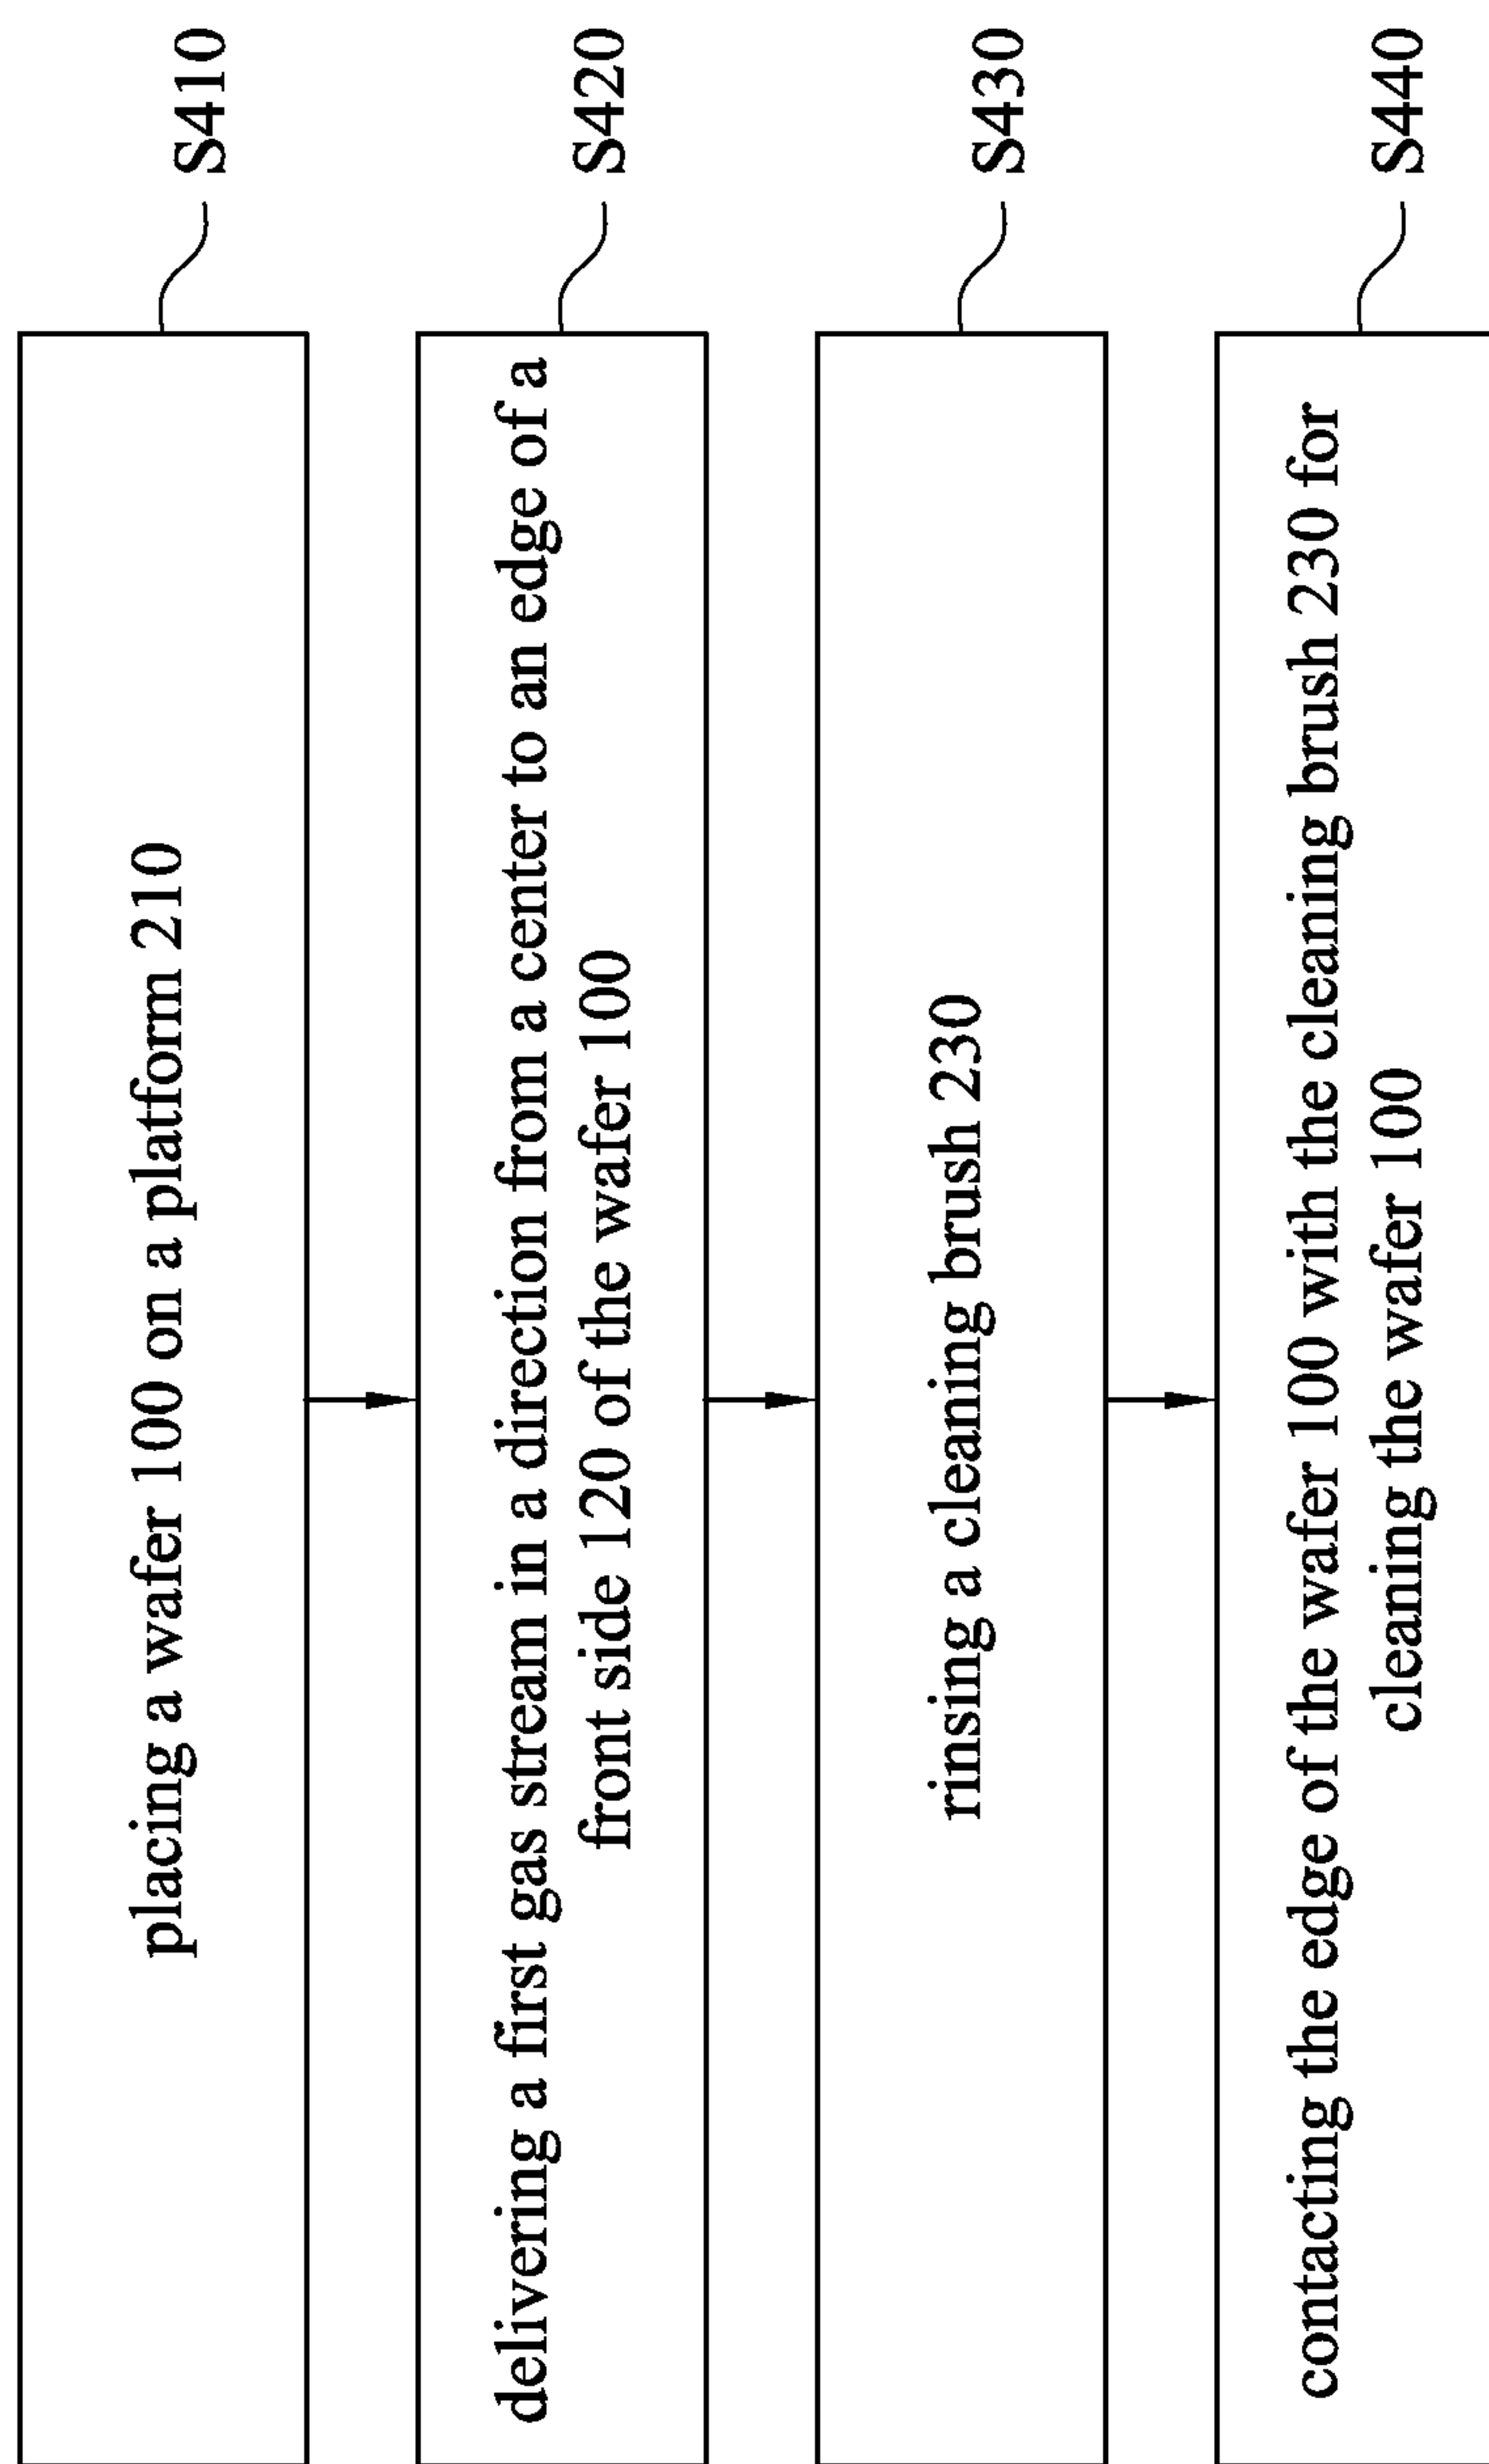 placing a wafer 100 on a platform 210
S410
delivering a first gas stream in a direction from a center to an edge of a
front side 120 of the wafer 100
S420
rinsing a cleaning brush 230
S430
contacting the edge of the wafer 100 with the cleaning brush 230 for
cleaning the wafer 100
S440